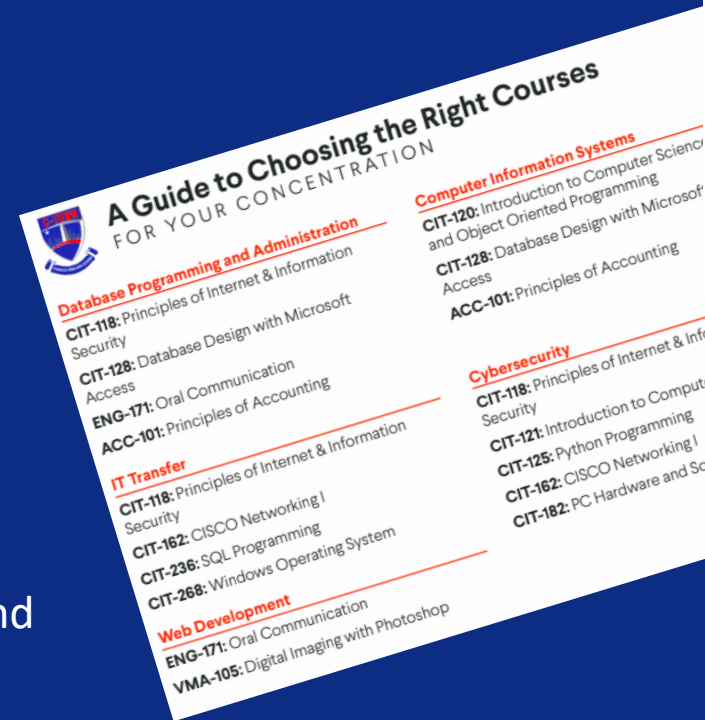 A Guide to Choosing the Right Courses
FOR YOUR CONCENTRATION
Database Programming and Administration
CIT-118: Principles of Internet & Information
Security
CIT-128: Database Design with Microsoft
Access
ENG-171: Oral Communication
ACC-101: Principles of Accounting
IT Transfer
CIT-118: Principles of Internet & Information
Security
CIT-162: CISCO Networking I
CIT-236: SQL Programming
CIT-268: Windows Operating System
Web Development
ENG-171: Oral Communication
VMA-105: Digital Imaging with Photoshop
Computer Information Systems
CIT-120: Introduction to Computer Science
and Object Oriented Programming
CIT-128: Database Design with Microsof
Access
ACC-101: Principles of Accounting
Cybersecurity
CIT-118: Principles of Internet & Inf
Security
CIT-121: Introduction to Comput
CIT-125: Python Programming
CIT-162: CISCO Networking I
CIT-182: PC Hardware and So
nd